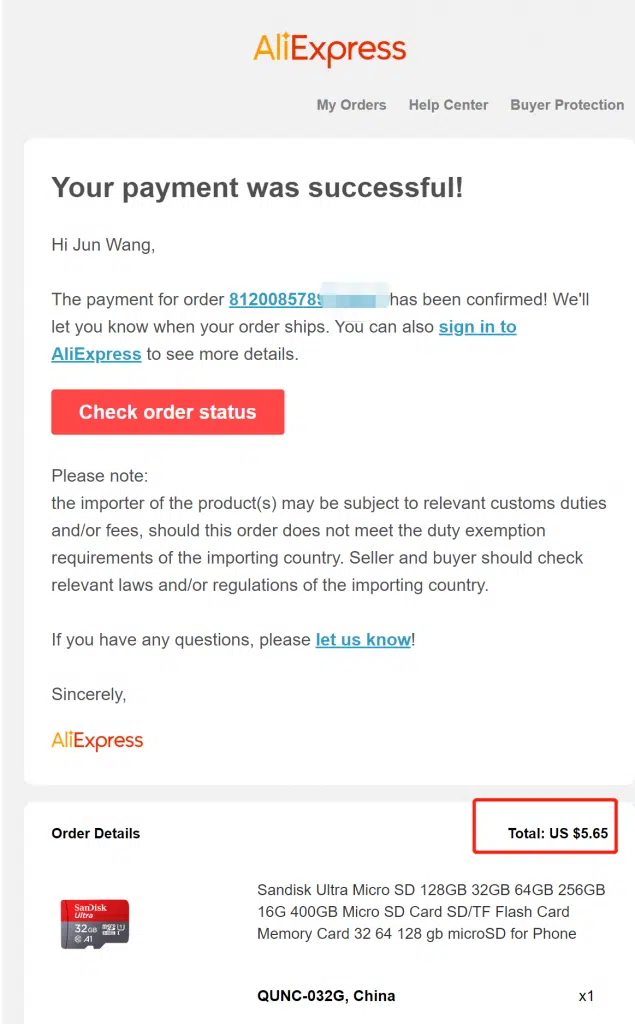 AliExpress
My Orders Help Center Buyer Protection
Your payment was successful!
Hi Jun Wang,
The payment for order 812008578 has been confirmed! We'll
let you know when your order ships. You can also sign in to
AliExpress to see more details.
Check order status
Please note:
the importer of the product(s) may be subject to relevant customs duties
and/or fees, should this order does not meet the duty exemption
requirements of the importing country. Seller and buyer should check
relevant laws and/or regulations of the importing country.
If you have any questions, please let us know!
Sincerely,
AliExpress
Order Details Total: US $5.65
Sandisk Ultra Micro SD 128GB 32GB 64GB 256GB
16G 400GB Micro SD Card SD/TF Flash Card
Memory Card 32 64 128 gb microSD for Phone
SanDisk
Ultra
32GB
A1
QUNC-032G, China x1